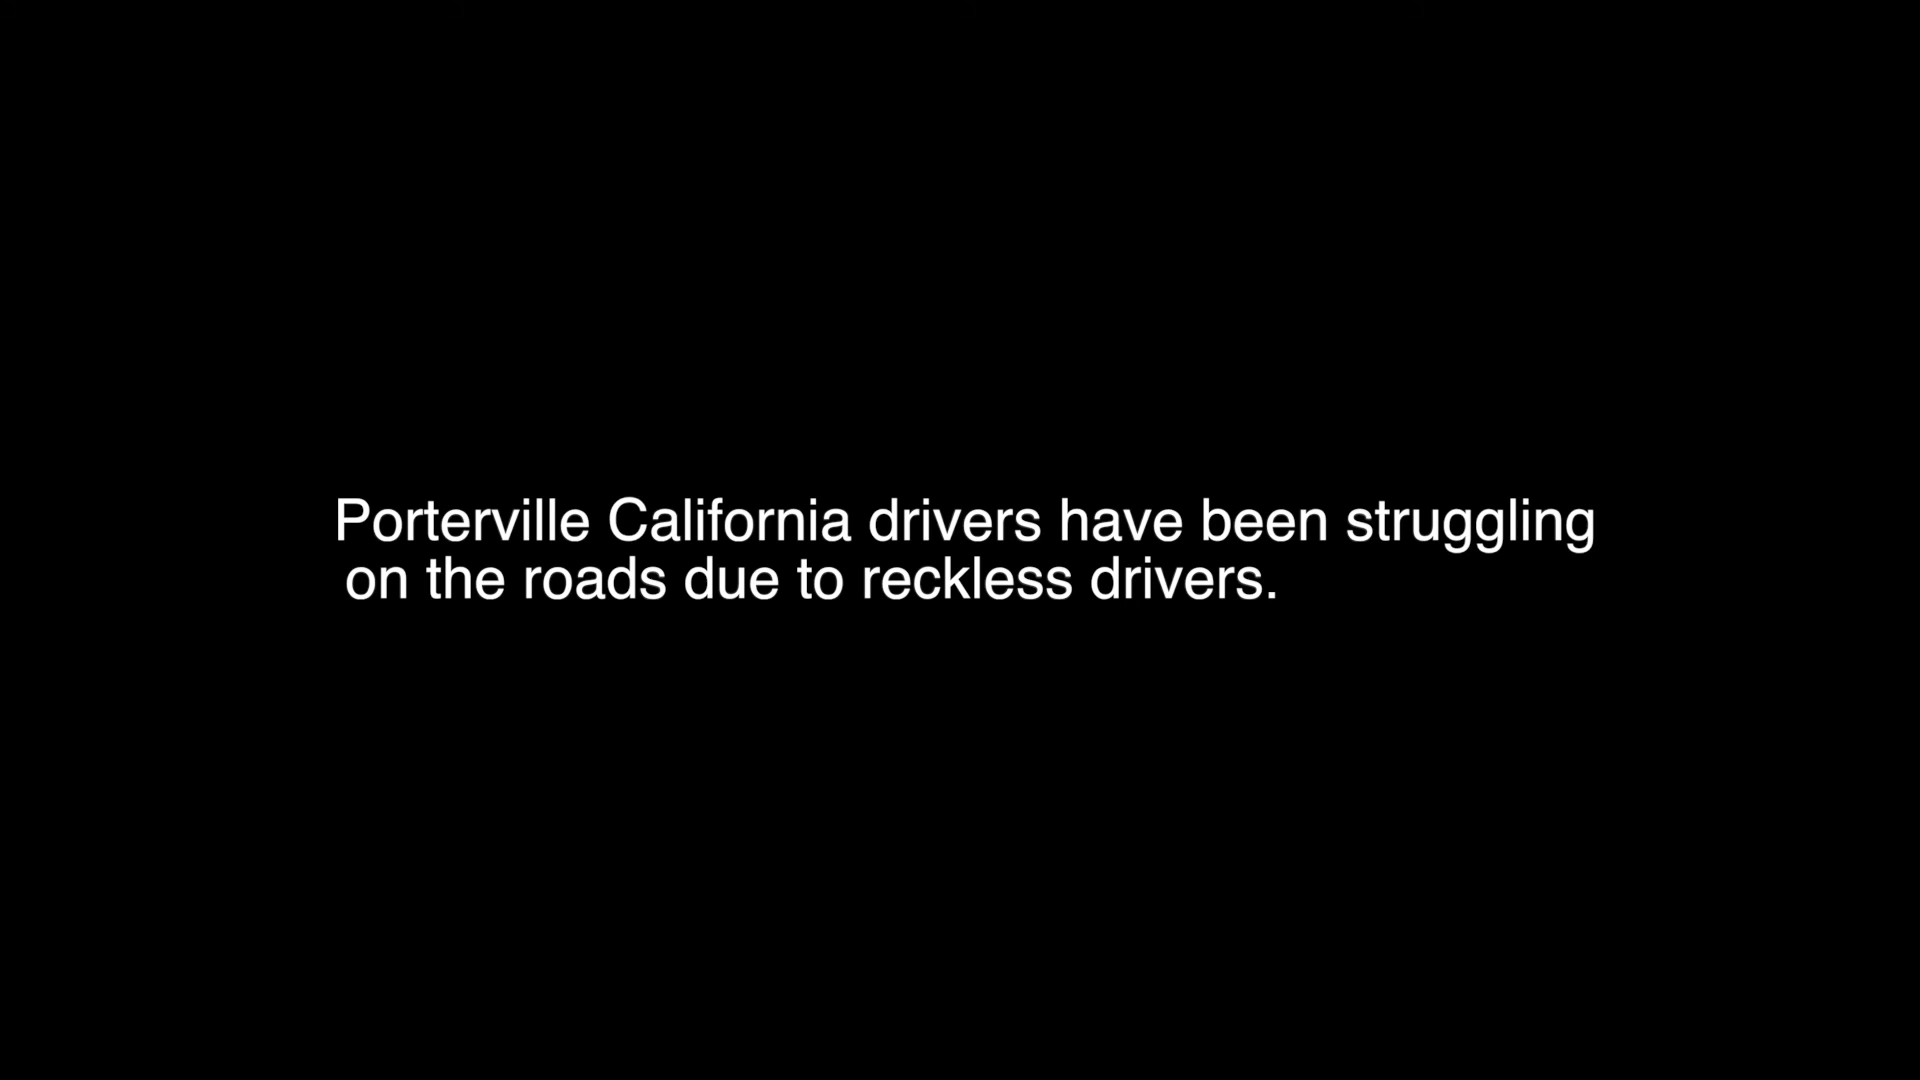 Porterville California drivers have been struggling
on the roads due to reckless drivers.